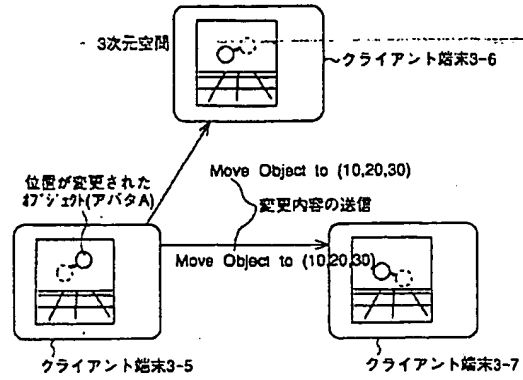 3次元空間
クライアント端末3-6
位置が変更された
オブジェクト(アバタA)
Move Object to (10,20,30)
変更内容の送信
Move Object to (10,20,30)
クライアント端末3-5
クライアント端末3-7